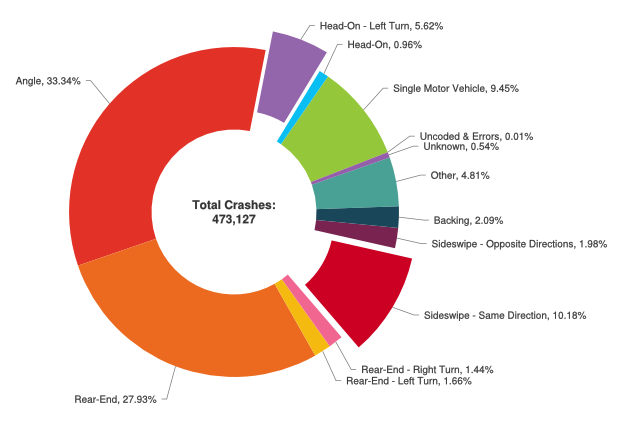 Head-On - Left Turn, 5.62%
Head-On, 0.96%
Angle, 33.34%
Single Motor Vehicle, 9.45%
Uncoded & Errors, 0.01%
Unknown, 0.54%
Other, 4.81%
Total Crashes:
473,127
Backing, 2.09%
Sideswipe - Opposite Directions, 1.98%
Sideswipe - Same Direction, 10.18%
Rear-End - Right Turn, 1.44%
Rear-End - Left Turn, 1.66%
Rear-End, 27.93%